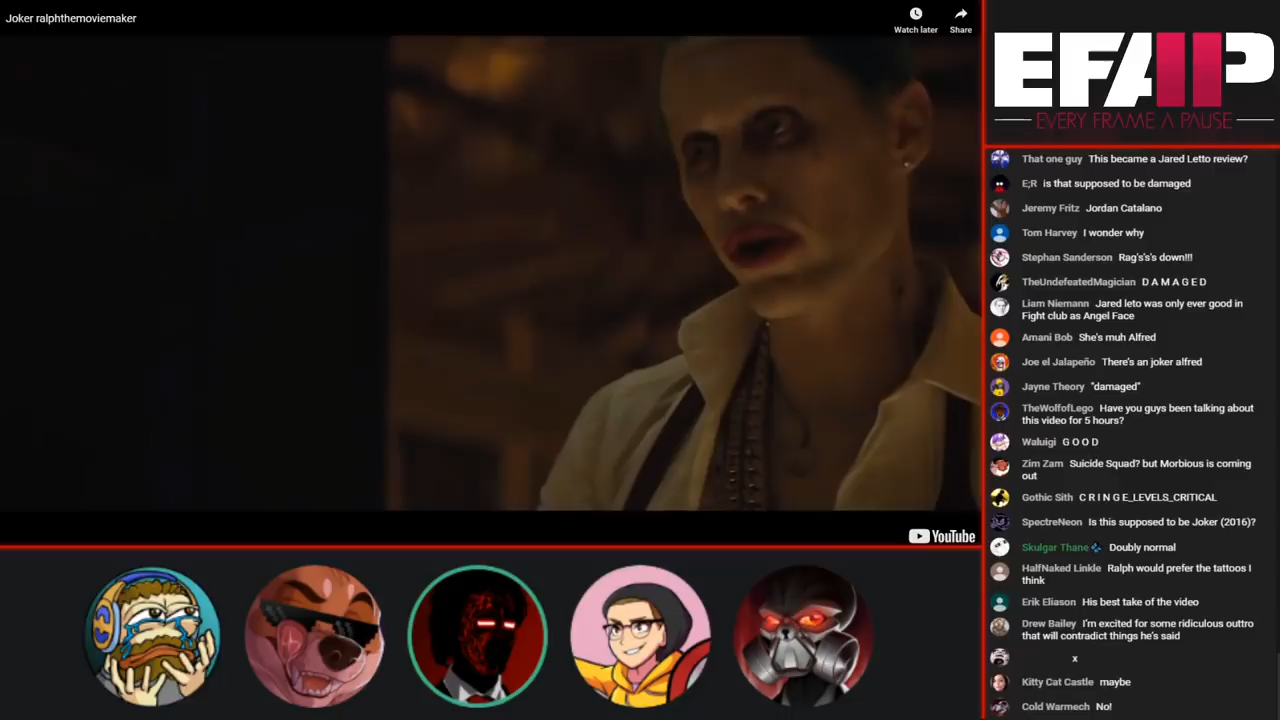 Joker ralphthemoviemaker
Watch later
Share
YouTube
EFAP
EVERY FRAME A PAUSE
That one guy This became a Jared Letto review?
E;R is that supposed to be damaged
Jeremy Fritz Jordan Catalano
Tom Harvey I wonder why
Stephan Sanderson Rag's's's down!!!
TheUndefeatedMagician D A M A G E D
Liam Niemann Jared leto was only ever good in
Fight club as Angel Face
Amani Bob She's muh Alfred
Joe el Jalapeño There's an joker alfred
Jayne Theory "damaged"
TheWolfofLego Have you guys been talking about
this video for 5 hours?
Waluigi G O O D
Zim Zam Suicide Squad? but Morbious is coming
out
Gothic Sith C R I N G E_LEVELS_CRITICAL
SpectreNeon Is this supposed to be Joker (2016)?
Skulgar Thane Doubly normal
HalfNaked Linkle Ralph would prefer the tattoos I
think
Erik Eliason His best take of the video
Drew Bailey I'm excited for some ridiculous outtro
that will contradict things he's said
x
Kitty Cat Castle maybe
Cold Warmech No!